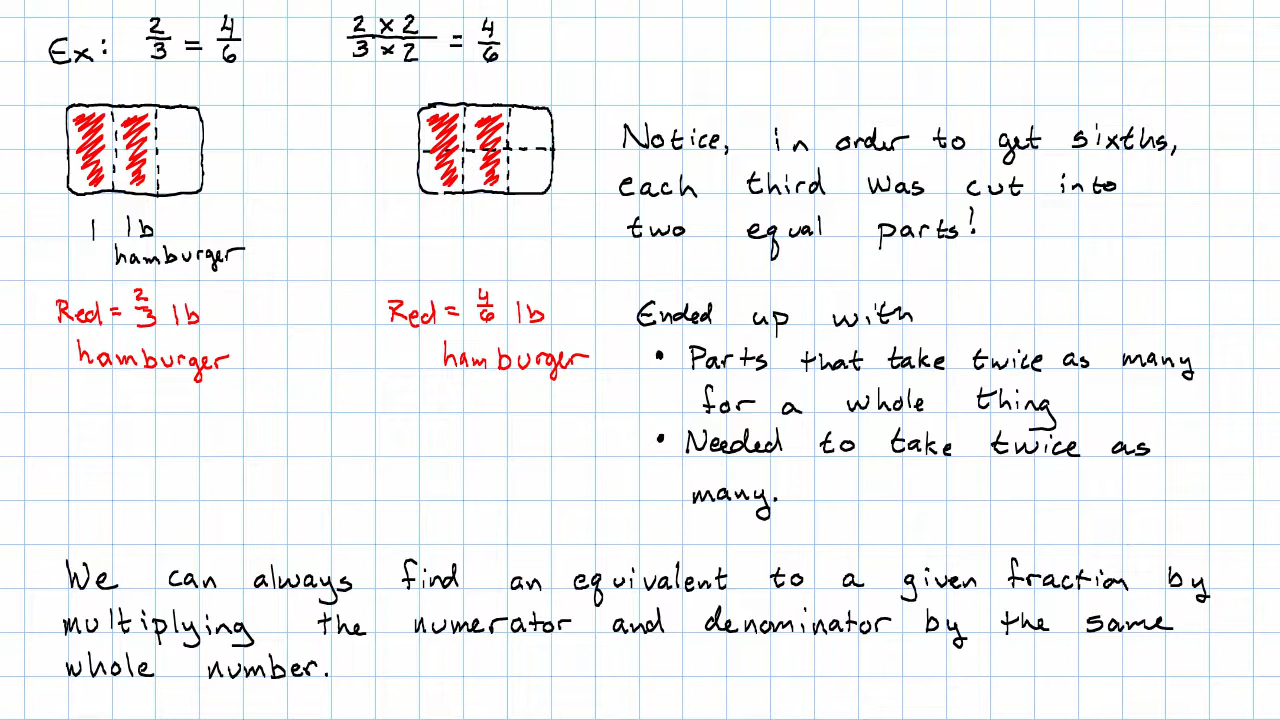 Ex: 2/3 = 4/6    2 x 2 / 3 x 2 = 4/6
1 lb
hamburger
Red = 2/3 lb
hamburger
Red = 4/6 lb
hamburger
Notice, in order to get sixths,
each third was cut into
two equal parts!
Ended up with
• Parts that take twice as many
for a whole thing
• Needed to take twice as
many.
We can always find an equivalent to a given fraction by
multiplying the numerator and denominator by the same
whole number.